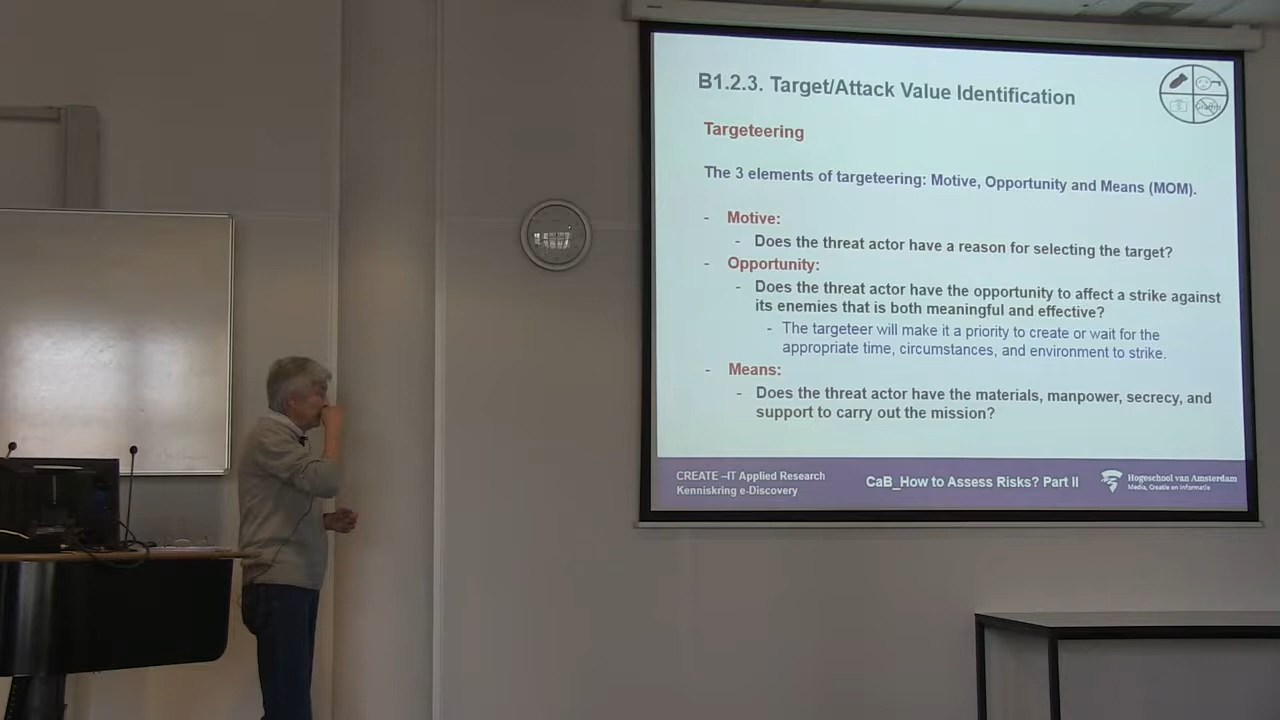 B1.2.3. Target/Attack Value Identification
Targeteering
The 3 elements of targeteering: Motive, Opportunity and Means (MOM).
- Motive:
- Does the threat actor have a reason for selecting the target?
- Opportunity:
- Does the threat actor have the opportunity to affect a strike against
its enemies that is both meaningful and effective?
- The targeteer will make it a priority to create or wait for the
appropriate time, circumstances, and environment to strike.
- Means:
- Does the threat actor have the materials, manpower, secrecy, and
support to carry out the mission?
CREATE –IT Applied Research
Kenniskring e-Discovery
CaB_How to Assess Risks? Part II
Hogeschool van Amsterdam
Media, Creatie en Informatie